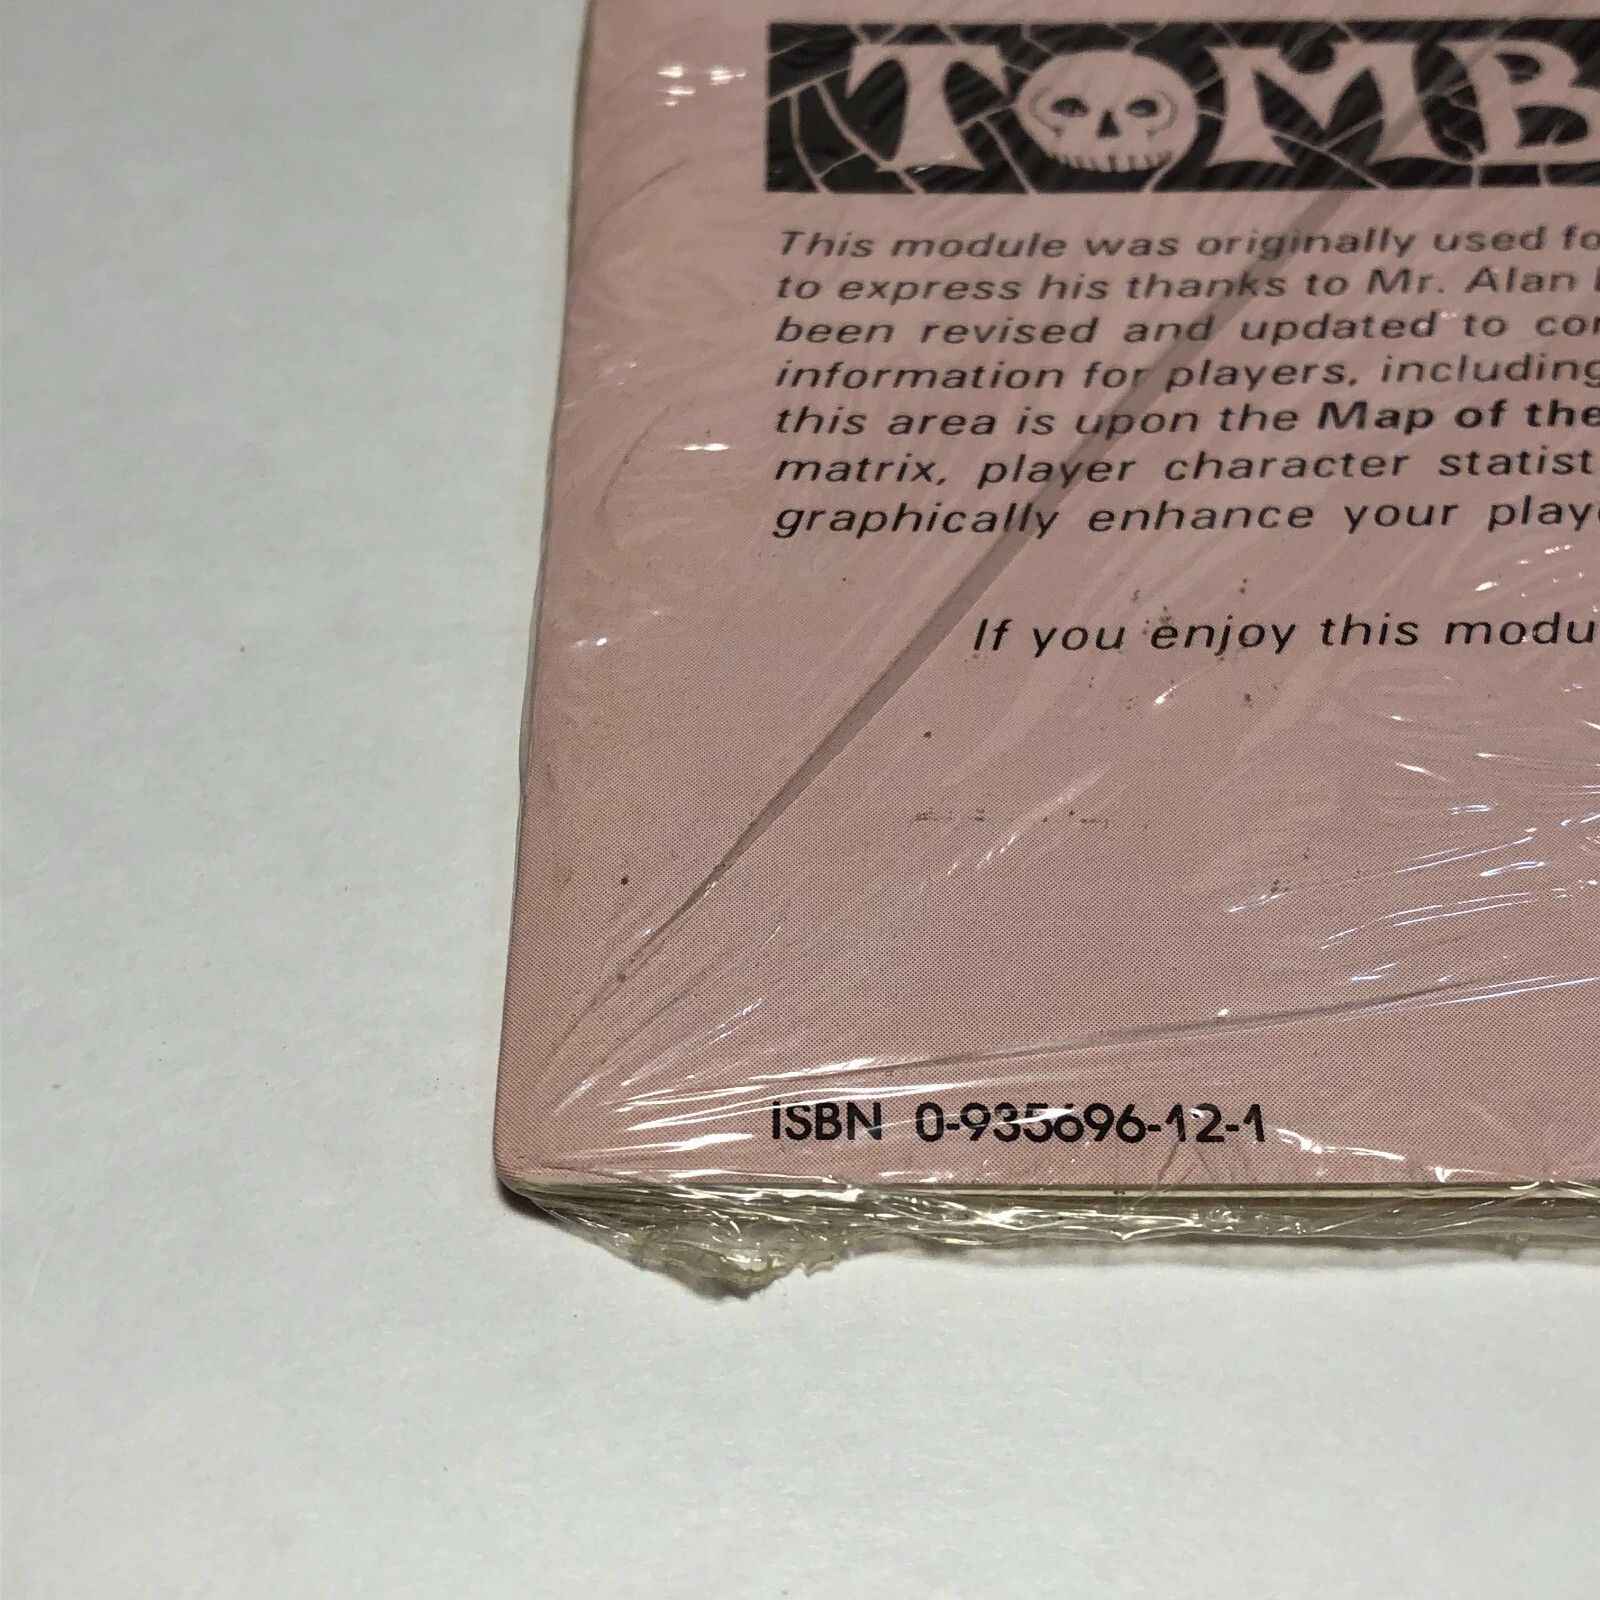 TOMB
This module was originally used fo
to express his thanks to Mr. Alan
been revised and updated to con
information for players, including
this area is upon the Map of the
matrix, player character statist
graphically enhance your play
If you enjoy this modu
ISBN 0-935696-12-1